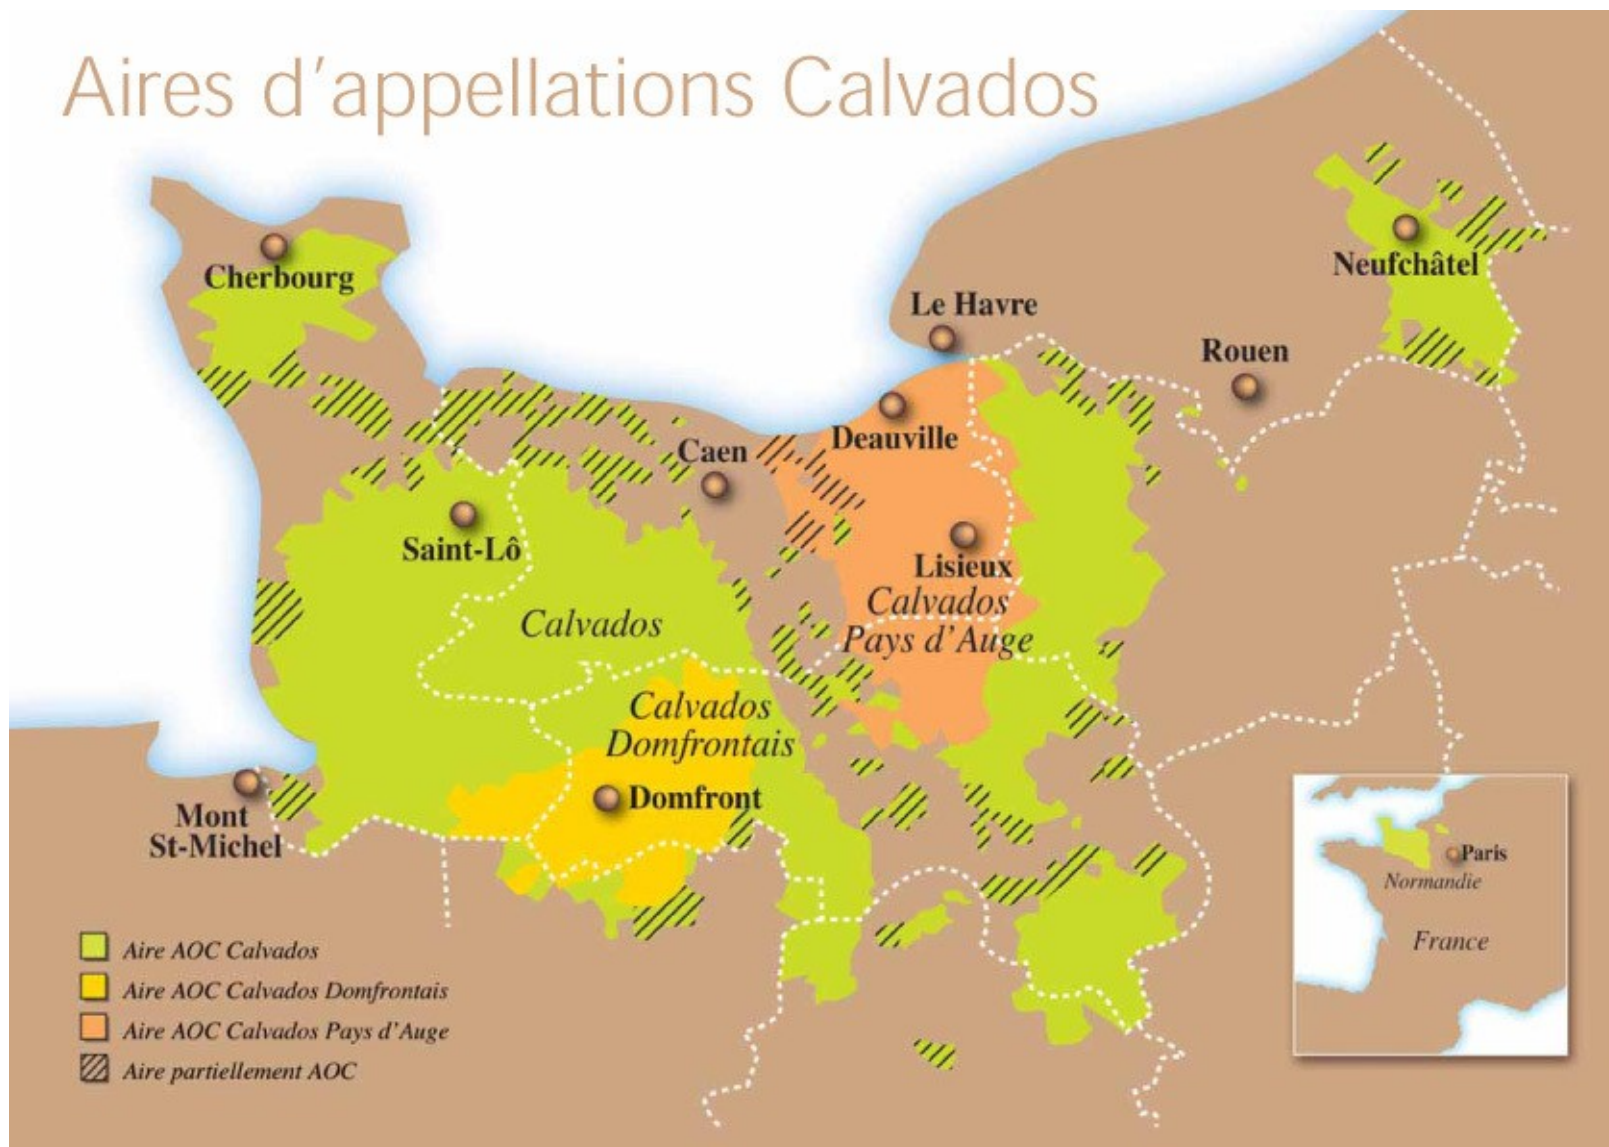 Aires d'appellations Calvados
Cherbourg
Neufchâtel
Le Havre
Rouen
Deauville
Caen
Saint-Lô
Lisieux
Calvados
Pays d'Auge
Calvados
Calvados
Domfrontais
Domfront
Mont
St-Michel
Aire AOC Calvados
Aire AOC Calvados Domfrontais
Aire AOC Calvados Pays d'Auge
Aire partiellement AOC
Paris
Normandie
France